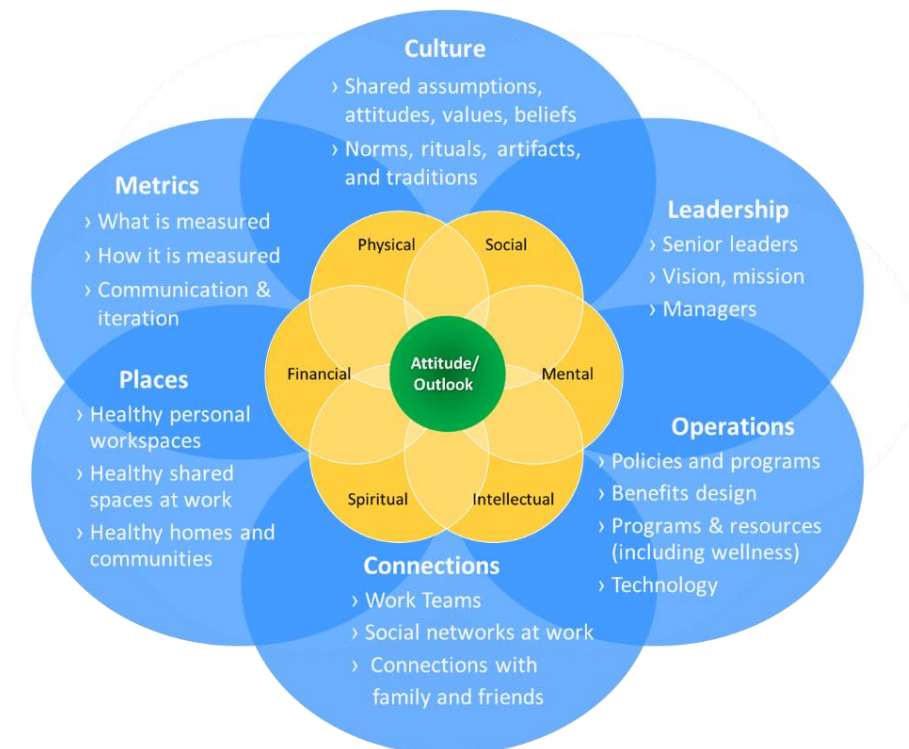 Culture
› Shared assumptions,
attitudes, values, beliefs
› Norms, rituals, artifacts,
and traditions
Metrics
› What is measured
› How it is measured
› Communication &
iteration
Leadership
› Senior leaders
› Vision, mission
› Managers
Physical
Social
Financial
Attitude/
Outlook
Mental
Spiritual
Intellectual
Places
› Healthy personal
workspaces
› Healthy shared
spaces at work
› Healthy homes and
communities
Operations
› Policies and programs
› Benefits design
› Programs & resources
(including wellness)
› Technology
Connections
› Work Teams
› Social networks at work
› Connections with
family and friends